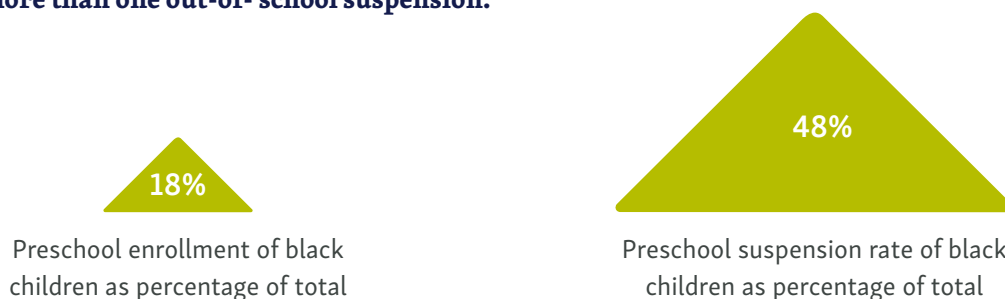 more than one out-of- school suspension.
18%
48%
Preschool enrollment of black
children as percentage of total
Preschool suspension rate of black
children as percentage of total